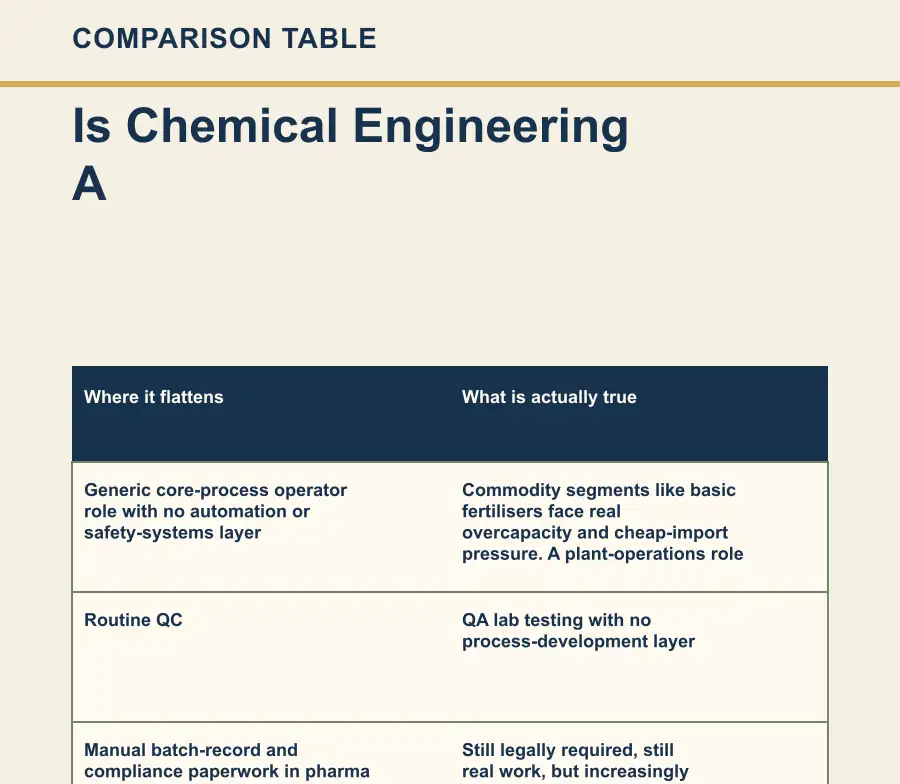 COMPARISON TABLE
Is Chemical Engineering
A
Where it flattens
What is actually true
Generic core-process operator
role with no automation or
safety-systems layer
Commodity segments like basic
fertilisers face real
overcapacity and cheap-import
pressure. A plant-operations role
Routine QC
QA lab testing with no
process-development layer
Manual batch-record and
compliance paperwork in pharma
Still legally required, still
real work, but increasingly